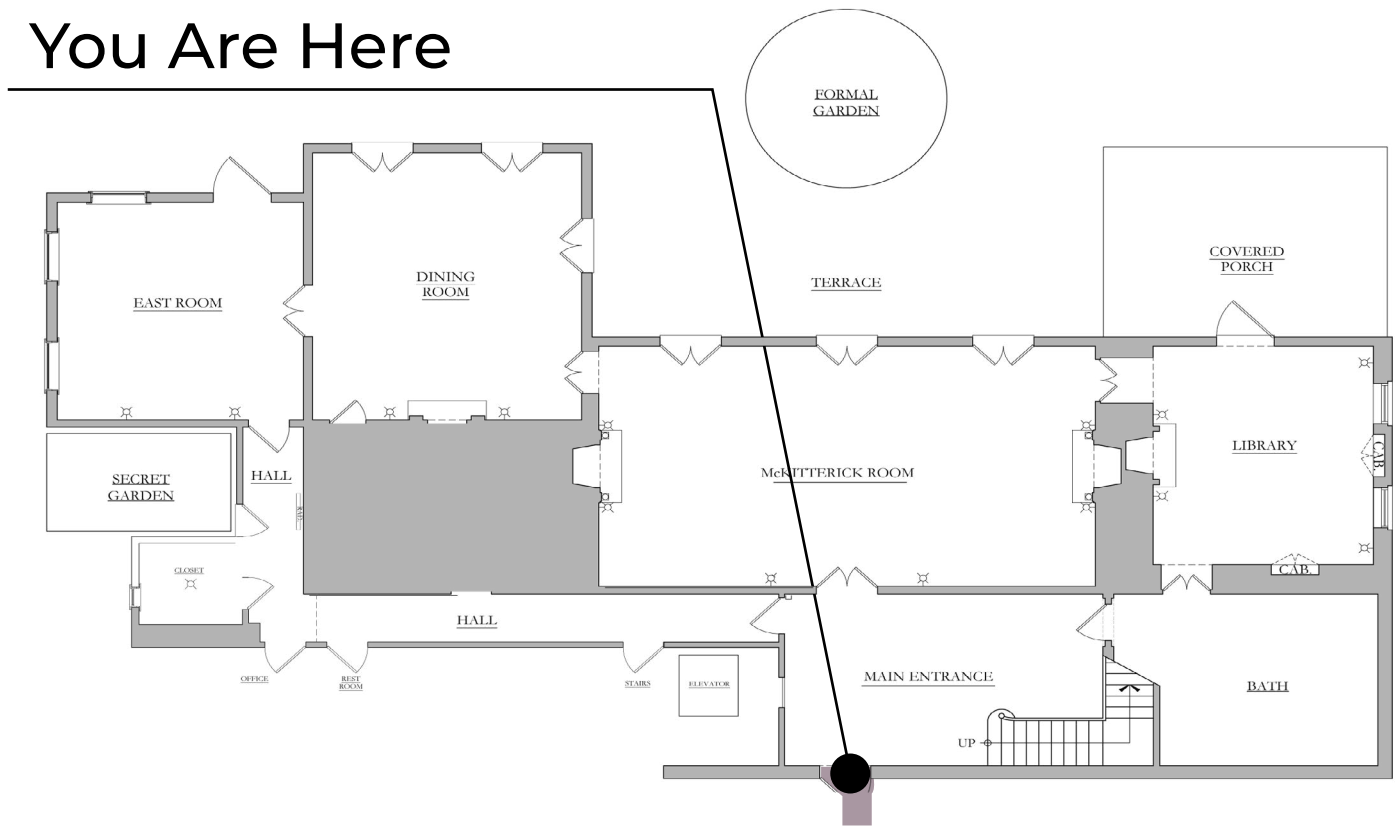 You Are Here
FORMAL
GARDEN
COVERED
PORCH
DINING
ROOM
TERRACE
EAST ROOM
LIBRARY
CAB.
McKITTERICK ROOM
HALL
SECRET
GARDEN
CLOSET
CAB.
HALL
OFFICE
REST
ROOM
STAIRS
ELEVATOR
MAIN ENTRANCE
BATH
UP